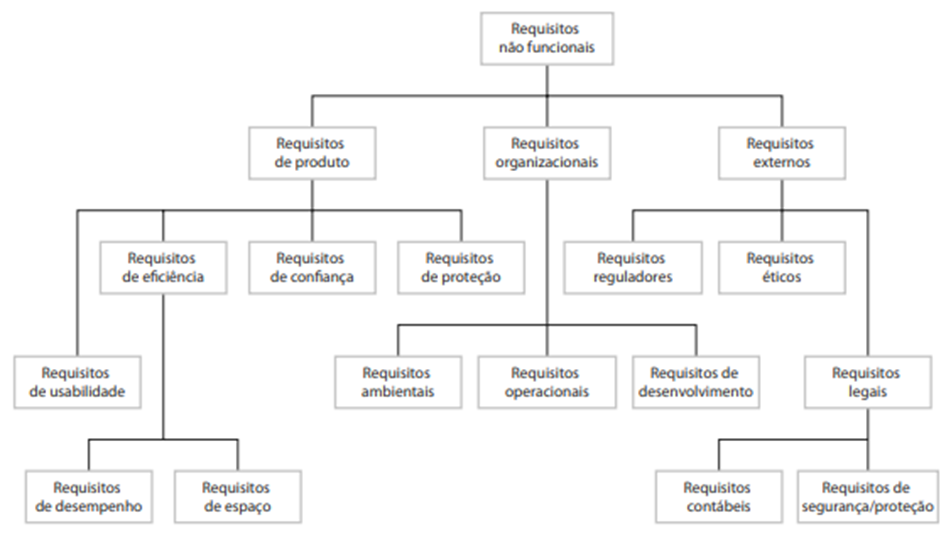 Requisitos
não funcionais
Requisitos
de produto
Requisitos
organizacionais
Requisitos
externos
Requisitos
de eficiência
Requisitos
de confiança
Requisitos
de proteção
Requisitos
reguladores
Requisitos
éticos
Requisitos
de usabilidade
Requisitos
ambientais
Requisitos
operacionais
Requisitos de
desenvolvimento
Requisitos
legais
Requisitos
de desempenho
Requisitos
de espaço
Requisitos
contábeis
Requisitos de
segurança/proteção